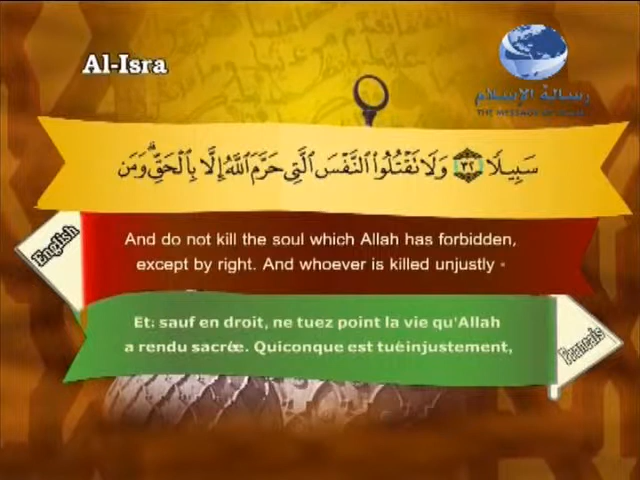 Al-Isra
رسالة الإسلام
THE MESSAGE OF ISLAM
سَبِيلًا ٣٢ وَلَا تَقْتُلُوا النَّفْسَ الَّتِي حَرَّمَ اللَّهُ إِلَّا بِالْحَقِّ ۗ وَمَن
English
And do not kill the soul which Allah has forbidden,
except by right. And whoever is killed unjustly -
Et: sauf en droit, ne tuez point la vie qu'Allah
a rendu sacrée. Quiconque est tuéinjustement,
Francais